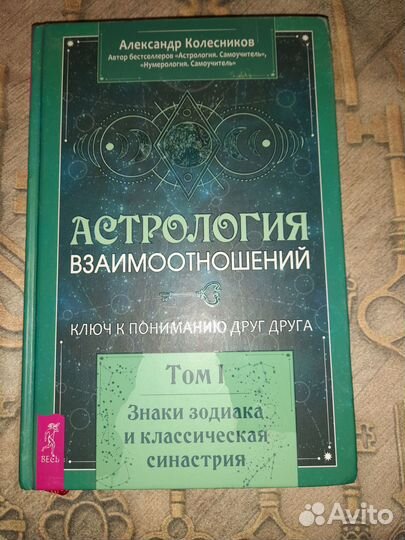 Александр Колесников
Автор бестселлеров «Астрология. Самоучитель»,
«Нумерология. Самоучитель»
АСТРОЛОГИЯ
ВЗАИМООТНОШЕНИЙ
КЛЮЧ К ПОНИМАНИЮ ДРУГ ДРУГА
Том I
Знаки зодиака
и классическая
синастрия
ВЕСЬ
Avito